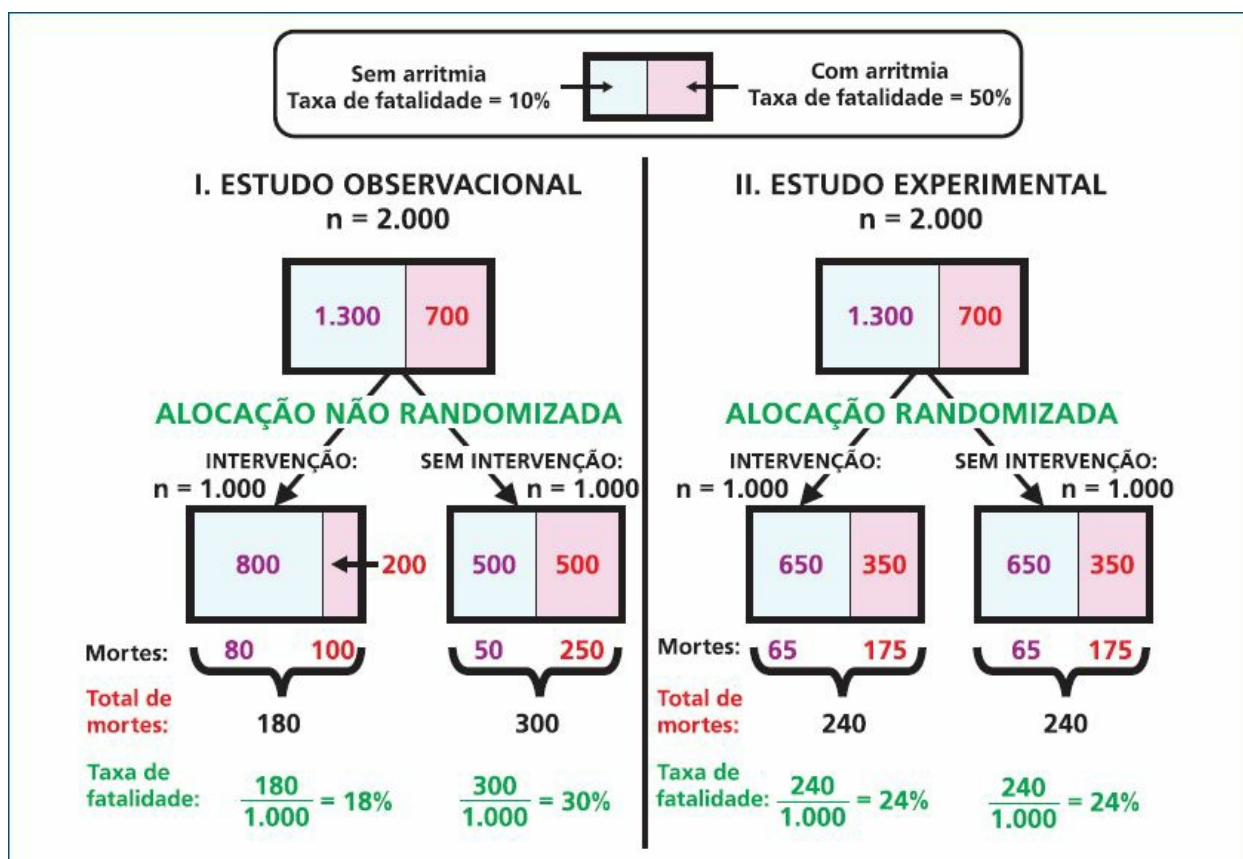 Sem arritmia
Taxa de fatalidade = 10%
Com arritmia
Taxa de fatalidade = 50%
I. ESTUDO OBSERVACIONAL
n = 2.000
1.300 700
ALOCAÇÃO NÃO RANDOMIZADA
INTERVENÇÃO:
n = 1.000
SEM INTERVENÇÃO:
n = 1.000
800 200
500 500
Mortes: 80 100 50 250
Total de
mortes: 180 300
Taxa de
fatalidade:
180
1.000
= 18%
300
1.000
= 30%
II. ESTUDO EXPERIMENTAL
n = 2.000
1.300 700
ALOCAÇÃO RANDOMIZADA
INTERVENÇÃO:
n = 1.000
SEM INTERVENÇÃO:
n = 1.000
650 350
650 350
Mortes: 65 175 65 175
Total de
mortes: 240 240
Taxa de
fatalidade:
240
1.000
= 24%
240
1.000
= 24%